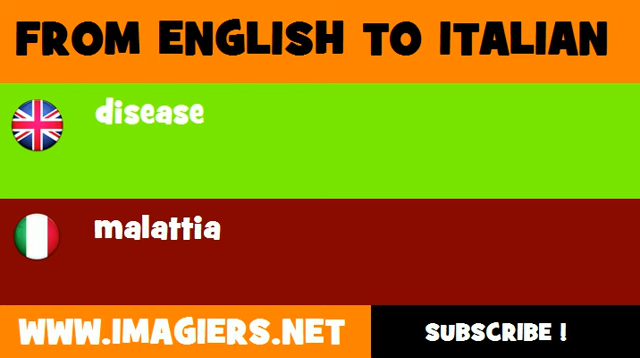 FROM ENGLISH TO ITALIAN
disease
malattia
WWW.IMAGIERS.NET
SUBSCRIBE !